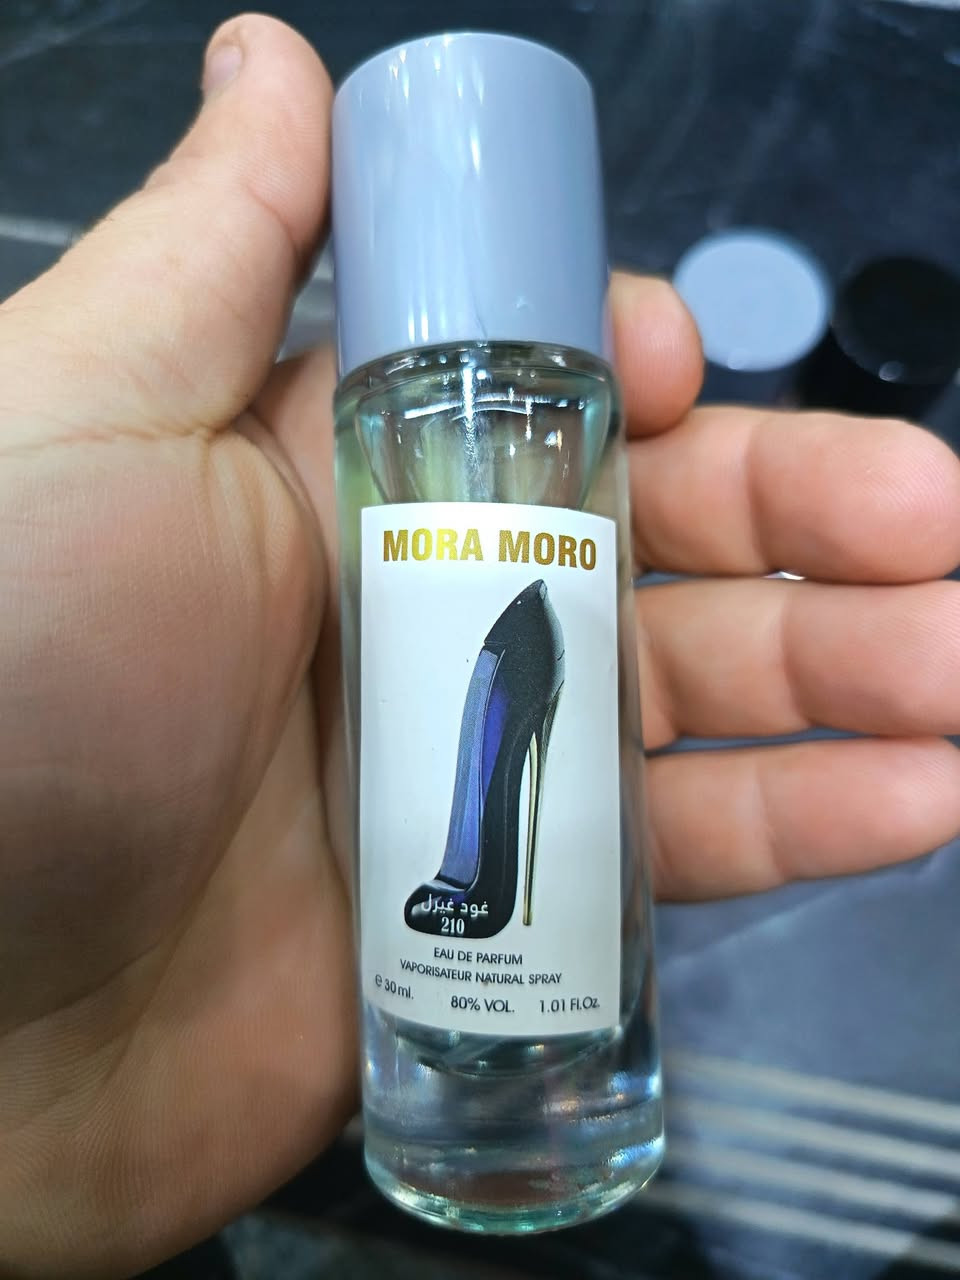 MORA MORO
غود غيرل
210
EAU DE PARFUM
VAPORISATEUR NATURAL SPRAY
℮ 30 ml. 80% VOL. 1.01 Fl.Oz.